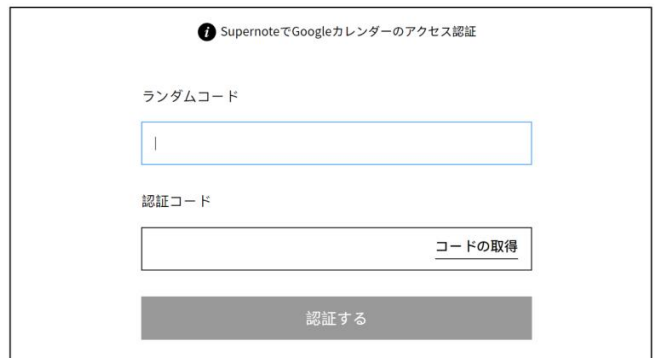 SupernoteでGoogleカレンダーのアクセス認証
ランダムコード
認証コード
コードの取得
認証する